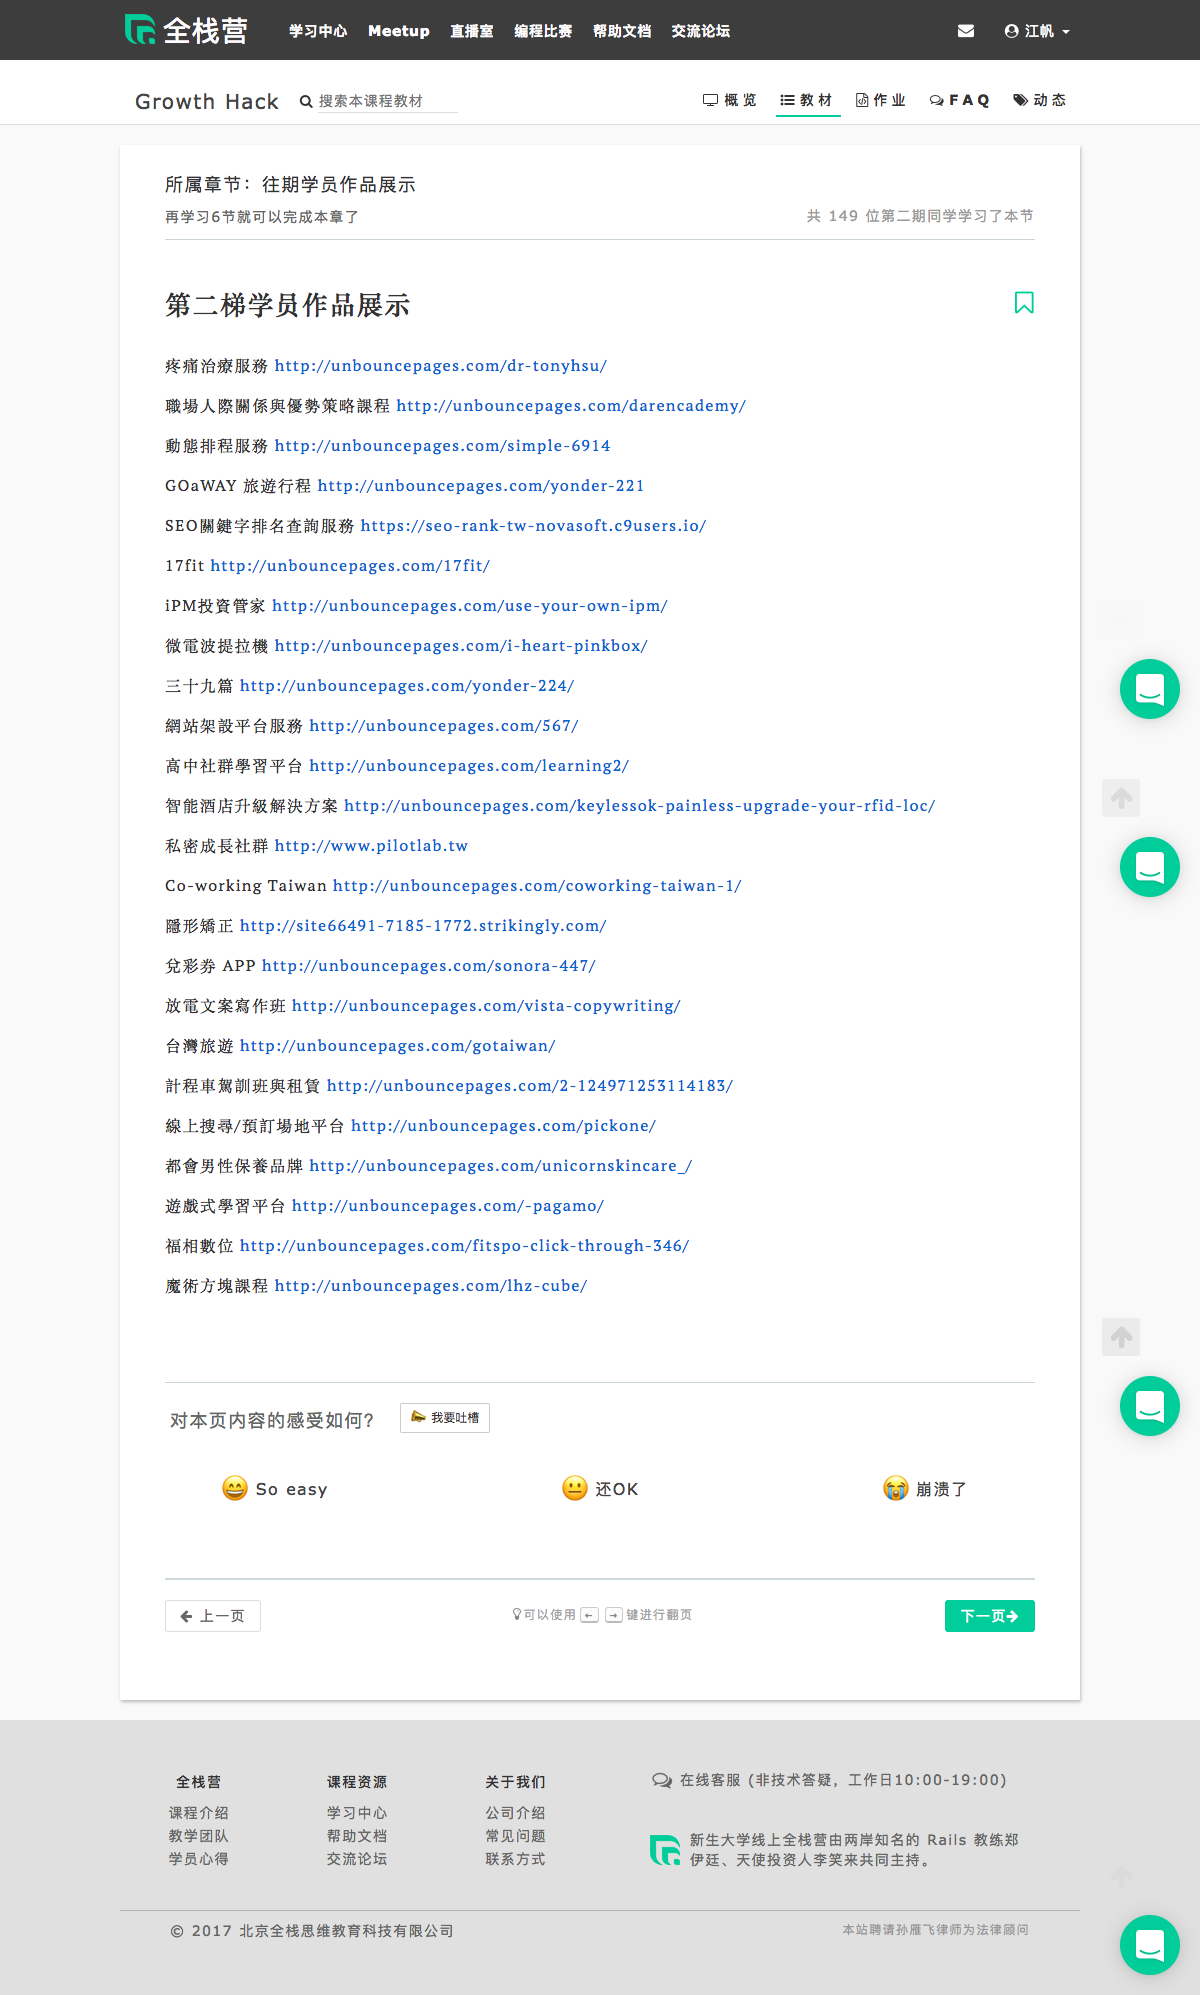 全栈营 学习中心 Meetup 直播室 编程比赛 帮助文档 交流论坛 江帆
Growth Hack 搜索本课程教材 概览 教材 作业 FAQ 动态
所属章节：往期学员作品展示
再学习6节就可以完成本章了 共 149 位第二期同学学习了本节
第二梯学员作品展示
疼痛治療服務 http://unbouncepages.com/dr-tonyhsu/
職場人際關係與優勢策略課程 http://unbouncepages.com/darencademy/
動態排程服務 http://unbouncepages.com/simple-6914
GOaWAY 旅遊行程 http://unbouncepages.com/yonder-221
SEO關鍵字排名查詢服務 https://seo-rank-tw-novasoft.c9users.io/
17fit http://unbouncepages.com/17fit/
iPM投資管家 http://unbouncepages.com/use-your-own-ipm/
微電波提拉機 http://unbouncepages.com/i-heart-pinkbox/
三十九篇 http://unbouncepages.com/yonder-224/
網站架設平台服務 http://unbouncepages.com/567/
高中社群學習平台 http://unbouncepages.com/learning2/
智能酒店升級解決方案 http://unbouncepages.com/keylessok-painless-upgrade-your-rfid-loc/
私密成長社群 http://www.pilotlab.tw
Co-working Taiwan http://unbouncepages.com/coworking-taiwan-1/
隱形矯正 http://site66491-7185-1772.strikingly.com/
兌彩券 APP http://unbouncepages.com/sonora-447/
放電文案寫作班 http://unbouncepages.com/vista-copywriting/
台灣旅遊 http://unbouncepages.com/gotaiwan/
計程車駕訓班與租賃 http://unbouncepages.com/2-124971253114183/
線上搜尋/預訂場地平台 http://unbouncepages.com/pickone/
都會男性保養品牌 http://unbouncepages.com/unicornskincare_/
遊戲式學習平台 http://unbouncepages.com/-pagamo/
福相數位 http://unbouncepages.com/fitspo-click-through-346/
魔術方塊課程 http://unbouncepages.com/lhz-cube/
对本页内容的感受如何？ 我要吐槽
So easy 还OK 崩溃了
← 上一页 可以使用 ← → 键进行翻页 下一页→
全栈营 课程资源 关于我们 在线客服 (非技术答疑，工作日10:00-19:00)
课程介绍 学习中心 公司介绍
教学团队 帮助文档 常见问题 新生大学线上全栈营由两岸知名的 Rails 教练郑
学员心得 交流论坛 联系方式 伊廷、天使投资人李笑来共同主持。
© 2017 北京全栈思维教育科技有限公司 本站聘请孙雁飞律师为法律顾问